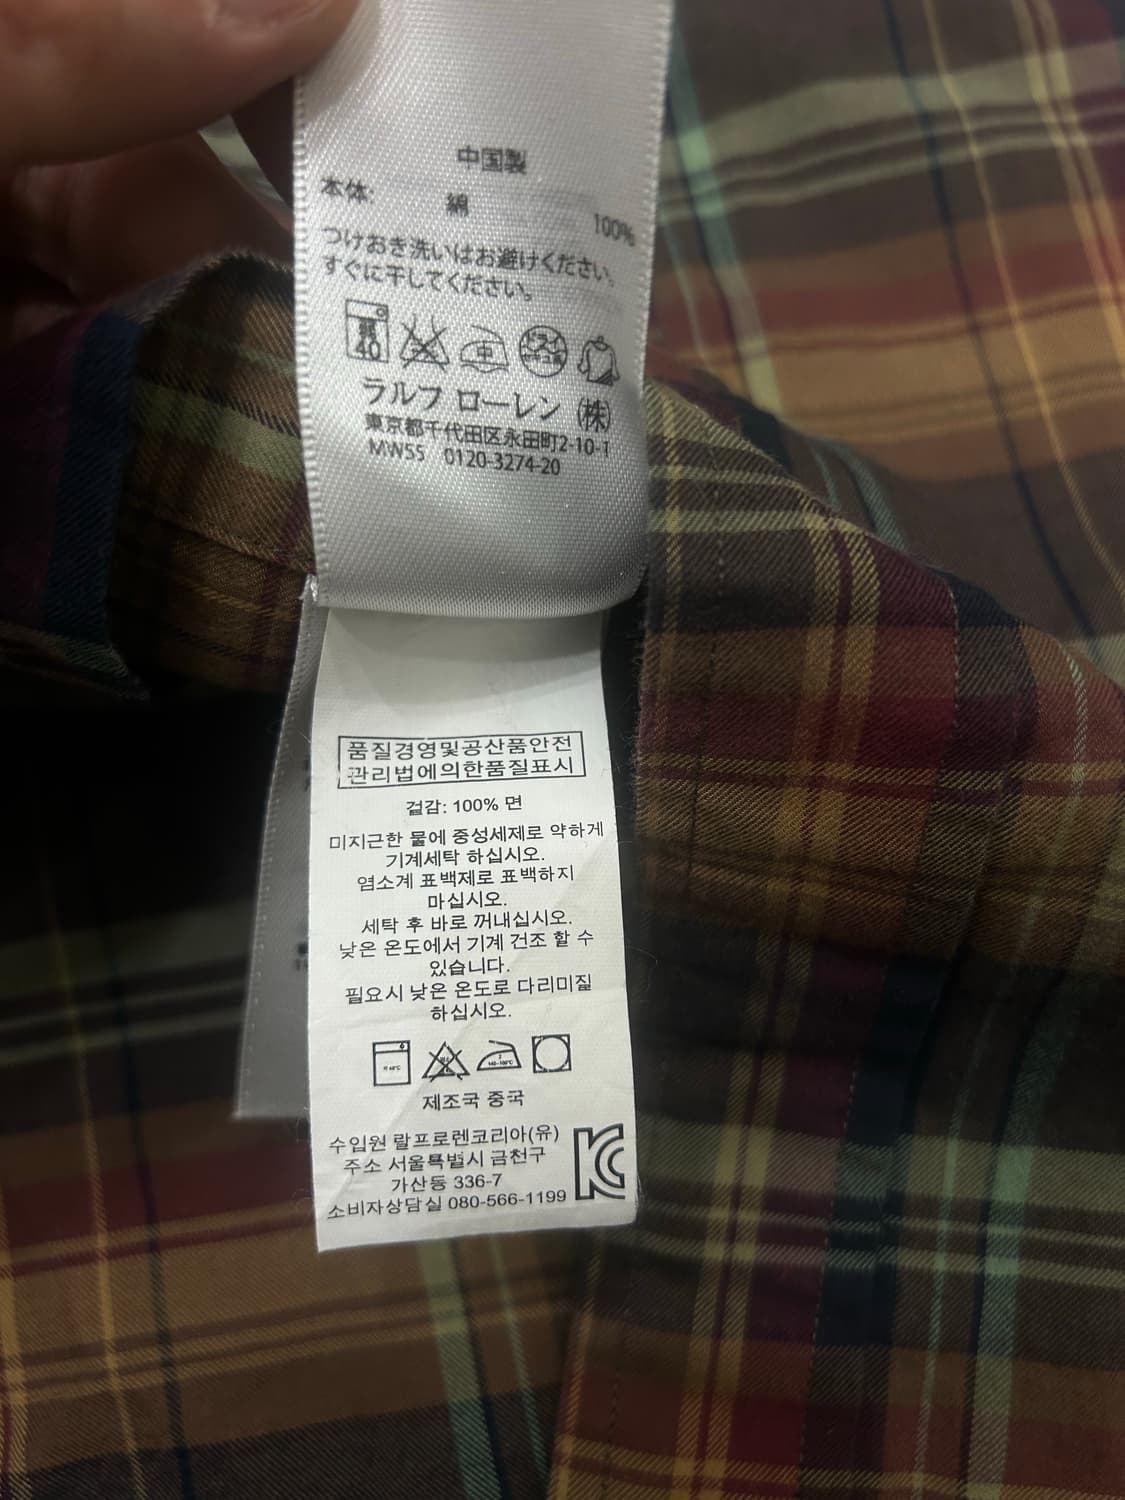 中国製
本体: 綿 100%
つけおき洗いはお避けください。
すぐに干してください。
40
中
ドライ
ラルフ ローレン (株)
東京都千代田区永田町2-10-1
MWSS 0120-3274-20
품질경영및공산품안전
관리법에의한품질표시
겉감: 100% 면
미지근한 물에 중성세제로 약하게
기계세탁 하십시오.
염소계 표백제로 표백하지
마십시오.
세탁 후 바로 꺼내십시오.
낮은 온도에서 기계 건조 할 수
있습니다.
필요시 낮은 온도로 다리미질
하십시오.
제조국 중국
수입원 랄프로렌코리아(유)
주소 서울특별시 금천구
가산동 336-7
소비자상담실 080-566-1199